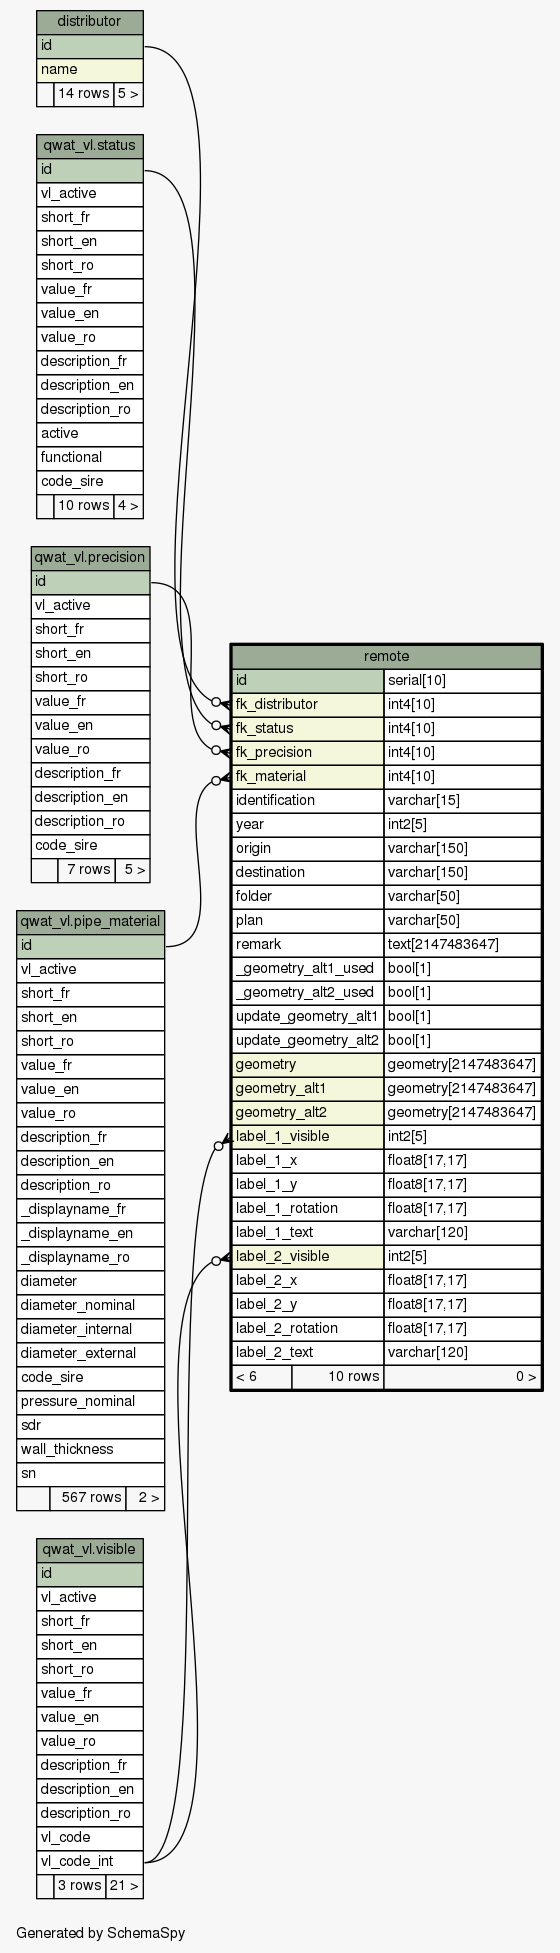 distributor
id
name
14 rows 5 >
qwat_vl.status
id
vl_active
short_fr
short_en
short_ro
value_fr
value_en
value_ro
description_fr
description_en
description_ro
active
functional
code_sire
10 rows 4 >
qwat_vl.precision
id
vl_active
short_fr
short_en
short_ro
value_fr
value_en
value_ro
description_fr
description_en
description_ro
code_sire
7 rows 5 >
qwat_vl.pipe_material
id
vl_active
short_fr
short_en
short_ro
value_fr
value_en
value_ro
description_fr
description_en
description_ro
_displayname_fr
_displayname_en
_displayname_ro
diameter
diameter_nominal
diameter_internal
diameter_external
code_sire
pressure_nominal
sdr
wall_thickness
sn
567 rows 2 >
qwat_vl.visible
id
vl_active
short_fr
short_en
short_ro
value_fr
value_en
value_ro
description_fr
description_en
description_ro
vl_code
vl_code_int
3 rows 21 >
remote
id serial[10]
fk_distributor int4[10]
fk_status int4[10]
fk_precision int4[10]
fk_material int4[10]
identification varchar[15]
year int2[5]
origin varchar[150]
destination varchar[150]
folder varchar[50]
plan varchar[50]
remark text[2147483647]
_geometry_alt1_used bool[1]
_geometry_alt2_used bool[1]
update_geometry_alt1 bool[1]
update_geometry_alt2 bool[1]
geometry geometry[2147483647]
geometry_alt1 geometry[2147483647]
geometry_alt2 geometry[2147483647]
label_1_visible int2[5]
label_1_x float8[17,17]
label_1_y float8[17,17]
label_1_rotation float8[17,17]
label_1_text varchar[120]
label_2_visible int2[5]
label_2_x float8[17,17]
label_2_y float8[17,17]
label_2_rotation float8[17,17]
label_2_text varchar[120]
< 6 10 rows 0 >
Generated by SchemaSpy